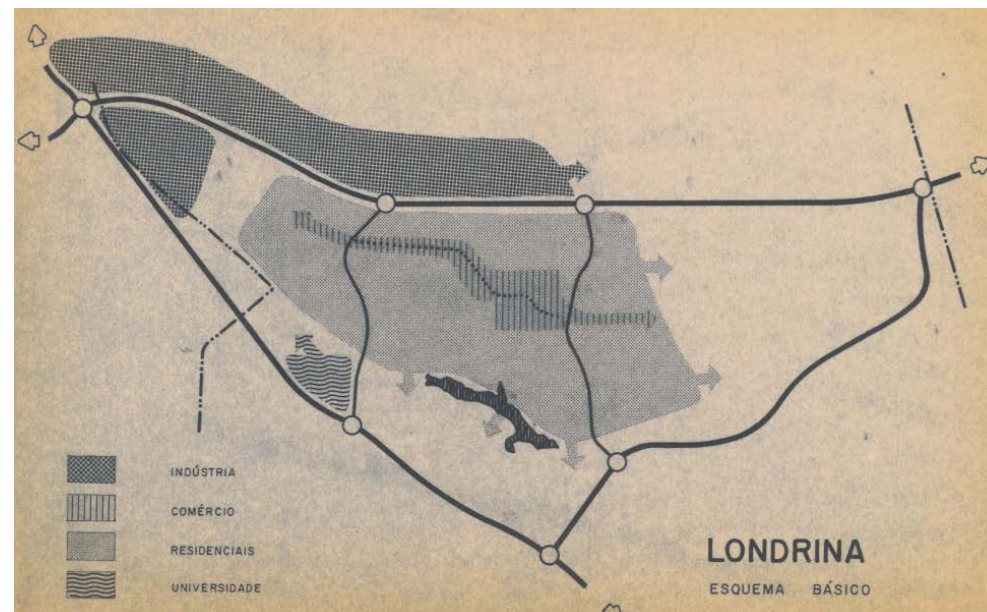 INDÚSTRIA
COMÉRCIO
RESIDENCIAIS
UNIVERSIDADE
LONDRINA
ESQUEMA BÁSICO